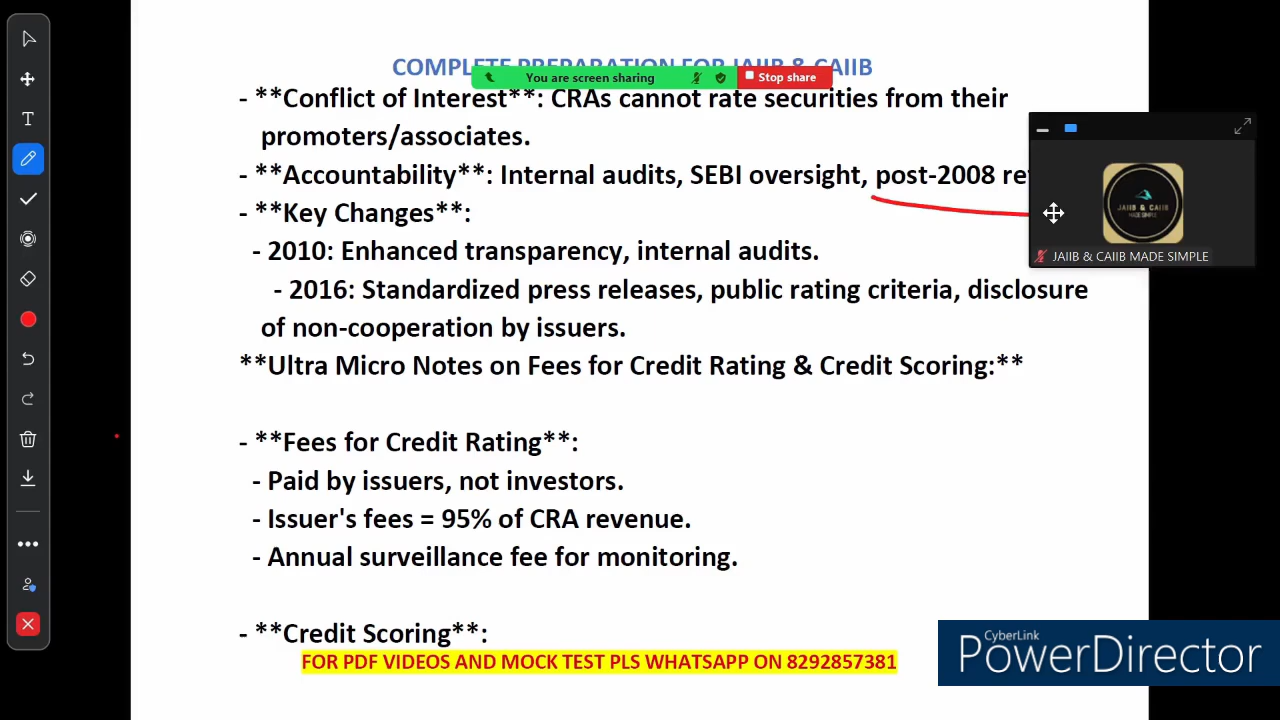 COMPLETE PREPARATION FOR JAIIB & CAIIB
You are screen sharing
Stop share
- **Conflict of Interest**: CRAs cannot rate securities from their
promoters/associates.
- **Accountability**: Internal audits, SEBI oversight, post-2008
- **Key Changes**:
- 2010: Enhanced transparency, internal audits.
- 2016: Standardized press releases, public rating criteria, disclosure
of non-cooperation by issuers.
**Ultra Micro Notes on Fees for Credit Rating & Credit Scoring:**
- **Fees for Credit Rating**:
- Paid by issuers, not investors.
- Issuer's fees = 95% of CRA revenue.
- Annual surveillance fee for monitoring.
- **Credit Scoring**:
FOR PDF VIDEOS AND MOCK TEST PLS WHATSAPP ON 8292857381
JAIIB & CAIIB
MADE SIMPLE
JAIIB & CAIIB MADE SIMPLE
CyberLink
PowerDirector
T